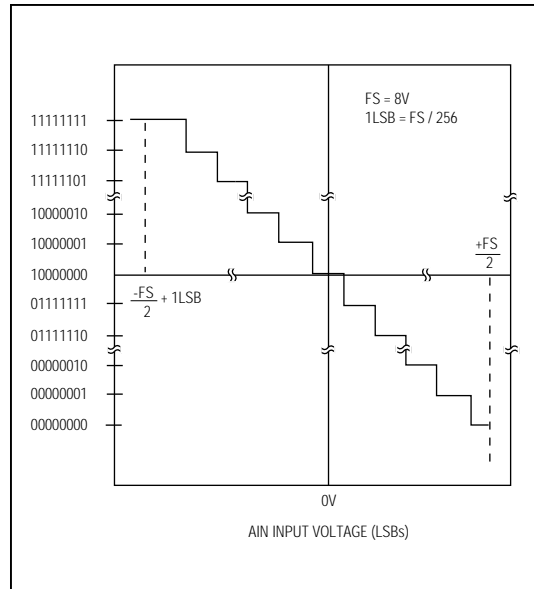 FS = 8V
1LSB = FS / 256
11111111
11111110
11111101
10000010
10000001
10000000
01111111
01111110
00000010
00000001
00000000
+FS
2
-FS
2
+ 1LSB
0V
AIN INPUT VOLTAGE (LSBs)